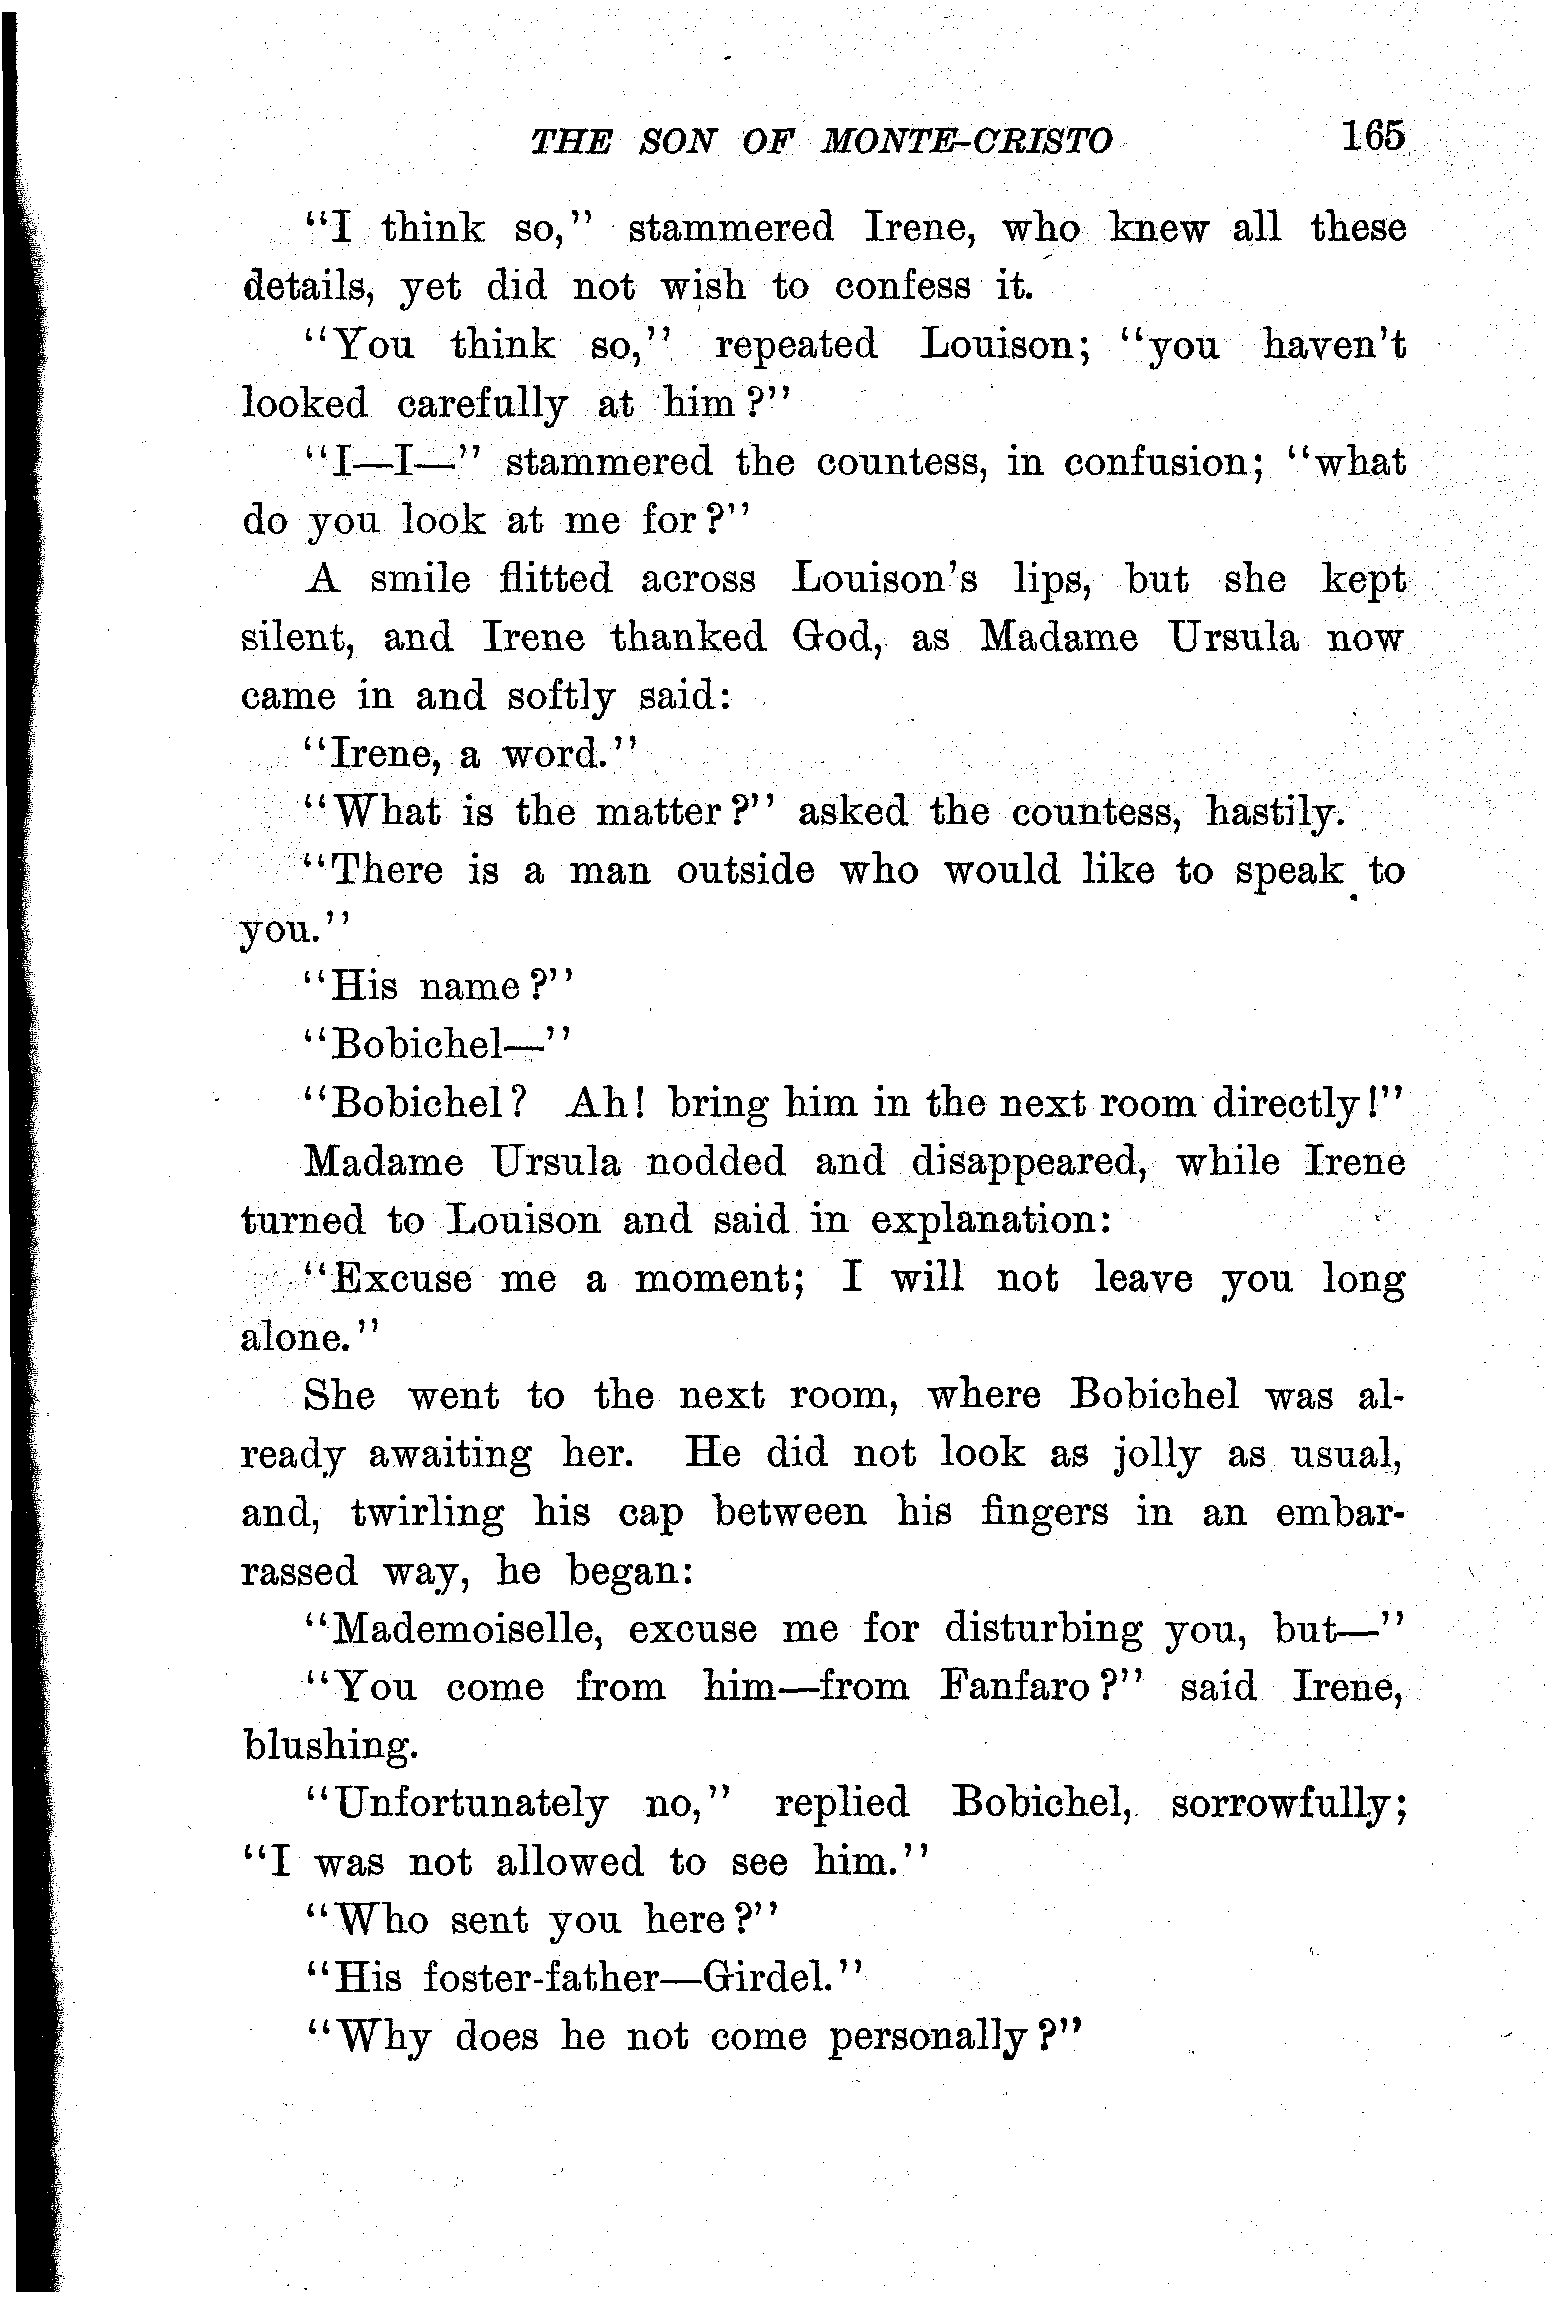 THE SON OF MONTE-CRISTO 165
"I think so," stammered Irene, who knew all these
details, yet did not wish to confess it.
"You think so," repeated Louison; "you haven't
looked carefully at him?"
"I—I—" stammered the countess, in confusion; "what
do you look at me for?"
A smile flitted across Louison's lips, but she kept
silent, and Irene thanked God, as Madame Ursula now
came in and softly said:
"Irene, a word."
"What is the matter?" asked the countess, hastily.
"There is a man outside who would like to speak to
you."
"His name?"
"Bobichel—"
"Bobichel? Ah! bring him in the next room directly!"
Madame Ursula nodded and disappeared, while Irene
turned to Louison and said in explanation:
"Excuse me a moment; I will not leave you long
alone."
She went to the next room, where Bobichel was al-
ready awaiting her. He did not look as jolly as usual,
and, twirling his cap between his fingers in an embar-
rassed way, he began:
"Mademoiselle, excuse me for disturbing you, but—"
"You come from him—from Fanfaro?" said Irene,
blushing.
"Unfortunately no," replied Bobichel, sorrowfully;
"I was not allowed to see him."
"Who sent you here?"
"His foster-father—Girdel."
"Why does he not come personally?"